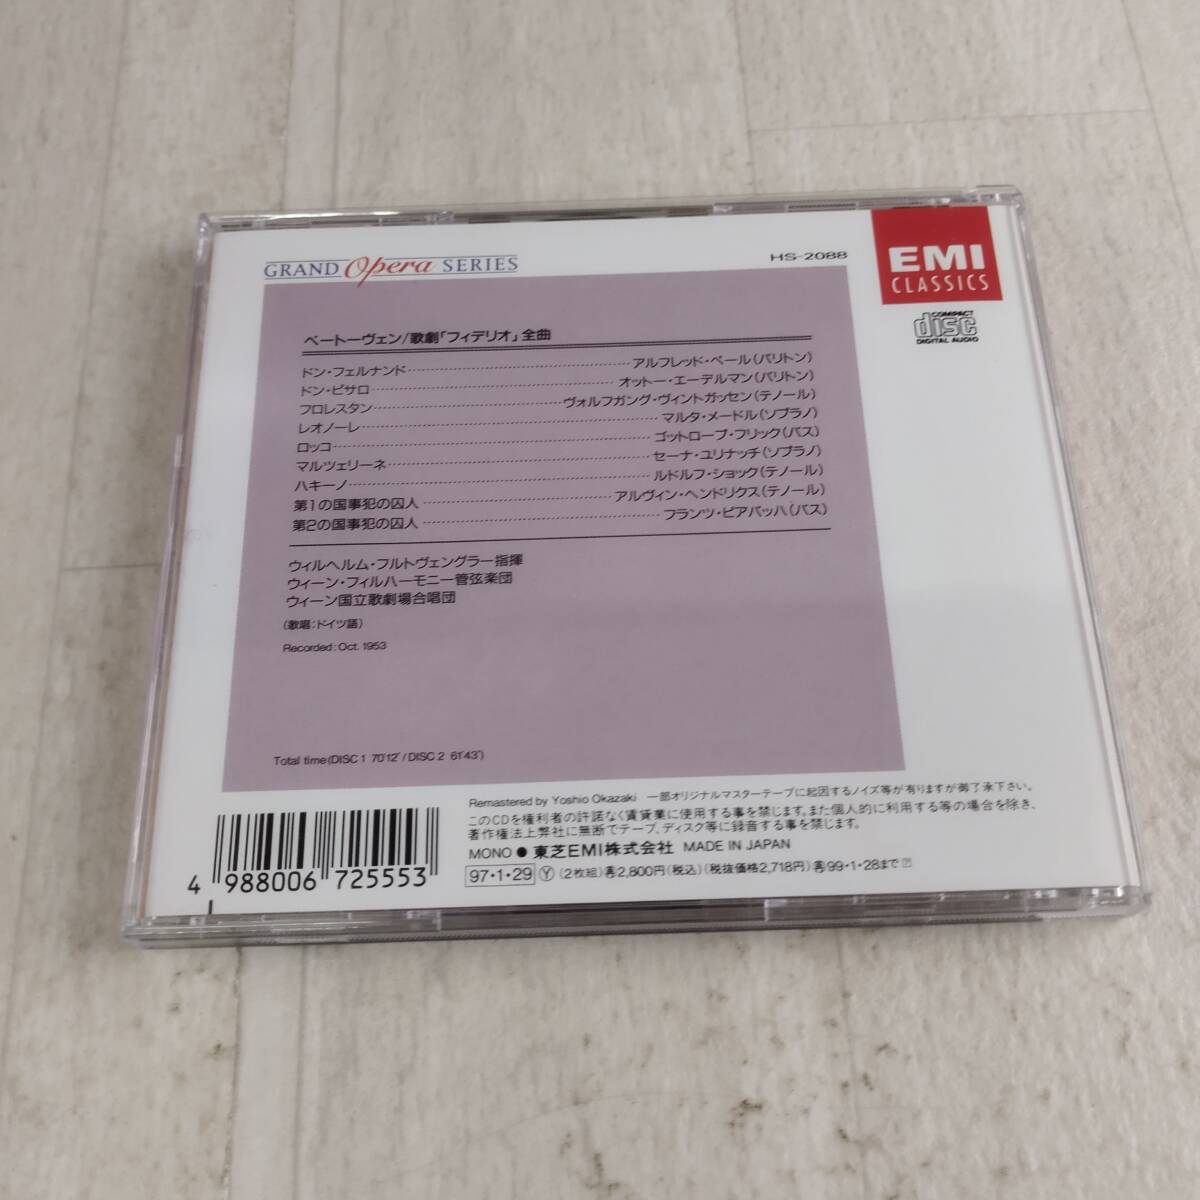 GRAND Opera SERIES
HS-2088
EMI
CLASSICS
COMPACT
disc
DIGITAL AUDIO
ベートーヴェン/歌劇「フィデリオ」全曲
ドン・フェルナンド……アルフレッド・ペール(バリトン)
ドン・ピサロ……オットー・エーデルマン(バリトン)
フロレスタン……ヴォルフガング・ヴィントガッセン(テノール)
レオノーレ……マルタ・メードル(ソプラノ)
ロッコ……ゴットロープ・フリック(バス)
マルツェリーネ……セーナ・ユリナッチ(ソプラノ)
ハキーノ……ルドルフ・ショック(テノール)
第1の国事犯の囚人……アルヴィン・ヘンドリクス(テノール)
第2の国事犯の囚人……フランツ・ビアバッハ(バス)
ウィルヘルム・フルトヴェングラー指揮
ウィーン・フィルハーモニー管弦楽団
ウィーン国立歌劇場合唱団
(歌唱:ドイツ語)
Recorded: Oct. 1953
Total time(DISC 1 70'12" / DISC 2 61'43")
Remastered by Yoshio Okazaki 一部オリジナルマスターテープに起因するノイズ等が有りますが御了承下さい。
このCDを権利者の許諾なく賃貸業に使用する事を禁じます。また個人的に利用する等の場合を除き、
著作権法上弊社に無断でテープ、ディスク等に録音する事を禁じます。
MONO ● 東芝EMI株式会社 MADE IN JAPAN
97・1・29 Ⓨ (2枚組)㊢2,800円(税込)(税抜価格2,718円)㊢99・1・28まで
4 988006 725553